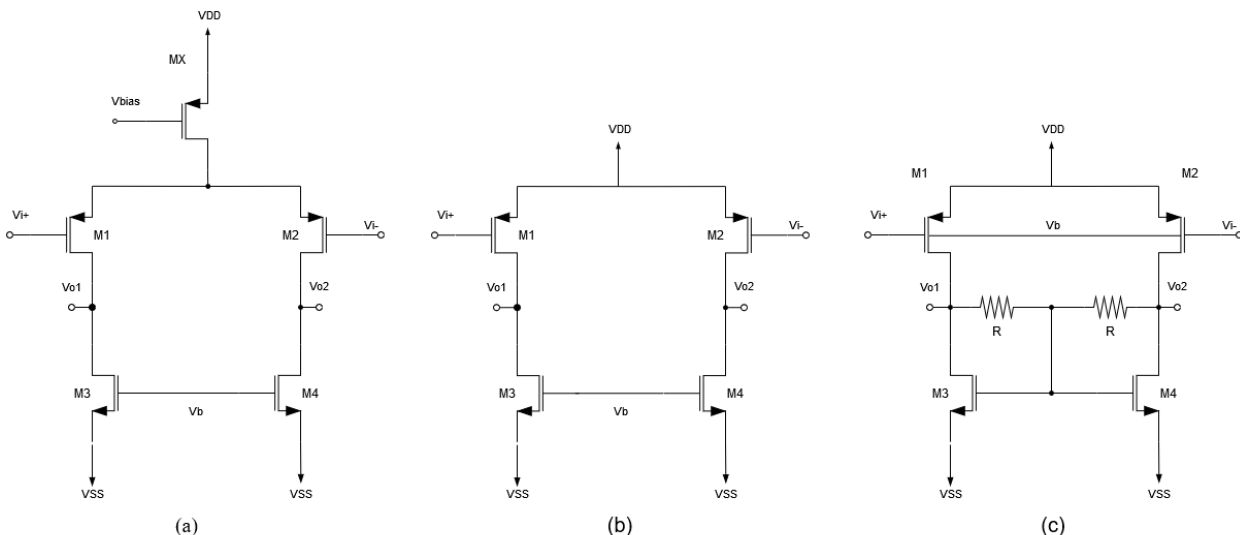 VDD
MX
Vbias
Vi+
M1
M2
Vi-
Vo1
Vo2
M3
M4
Vb
VSS
VSS
(a)
VDD
Vi+
M1
M2
Vi-
Vo1
Vo2
M3
M4
Vb
VSS
VSS
(b)
VDD
M1
M2
Vi+
Vb
Vi-
Vo1
Vo2
R
R
M3
M4
VSS
VSS
(c)